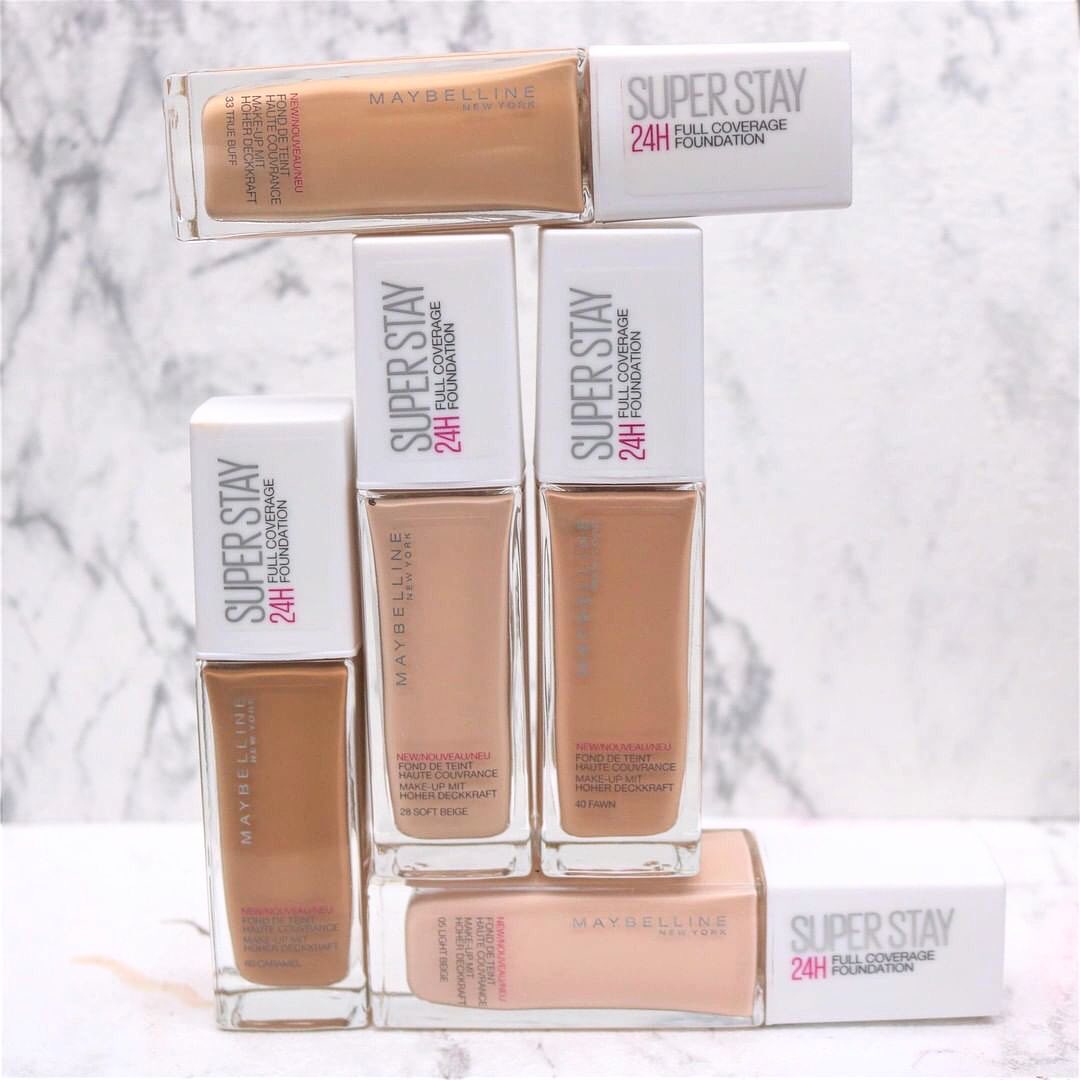 MAYBELLINE
NEW YORK
NEW/NOUVEAU/NEU
FOND DE TEINT
HAUTE COUVRANCE
MAKE-UP MIT
HOHER DECKKRAFT
33 TRUE BUFF
SUPER STAY
24H FULL COVERAGE
FOUNDATION
SUPER STAY
24H FULL COVERAGE
FOUNDATION
MAYBELLINE
NEW YORK
NEW/NOUVEAU/NEU
FOND DE TEINT
HAUTE COUVRANCE
MAKE-UP MIT
HOHER DECKKRAFT
28 SOFT BEIGE
SUPER STAY
24H FULL COVERAGE
FOUNDATION
MAYBELLINE
NEW YORK
NEW/NOUVEAU/NEU
FOND DE TEINT
HAUTE COUVRANCE
MAKE-UP MIT
HOHER DECKKRAFT
40 FAWN
SUPER STAY
24H FULL COVERAGE
FOUNDATION
MAYBELLINE
NEW YORK
NEW/NOUVEAU/NEU
FOND DE TEINT
HAUTE COUVRANCE
MAKE-UP MIT
HOHER DECKKRAFT
60 CARAMEL
MAYBELLINE
NEW YORK
NEW/NOUVEAU/NEU
FOND DE TEINT
HAUTE COUVRANCE
MAKE-UP MIT
HOHER DECKKRAFT
05 LIGHT BEIGE
SUPER STAY
24H FULL COVERAGE
FOUNDATION